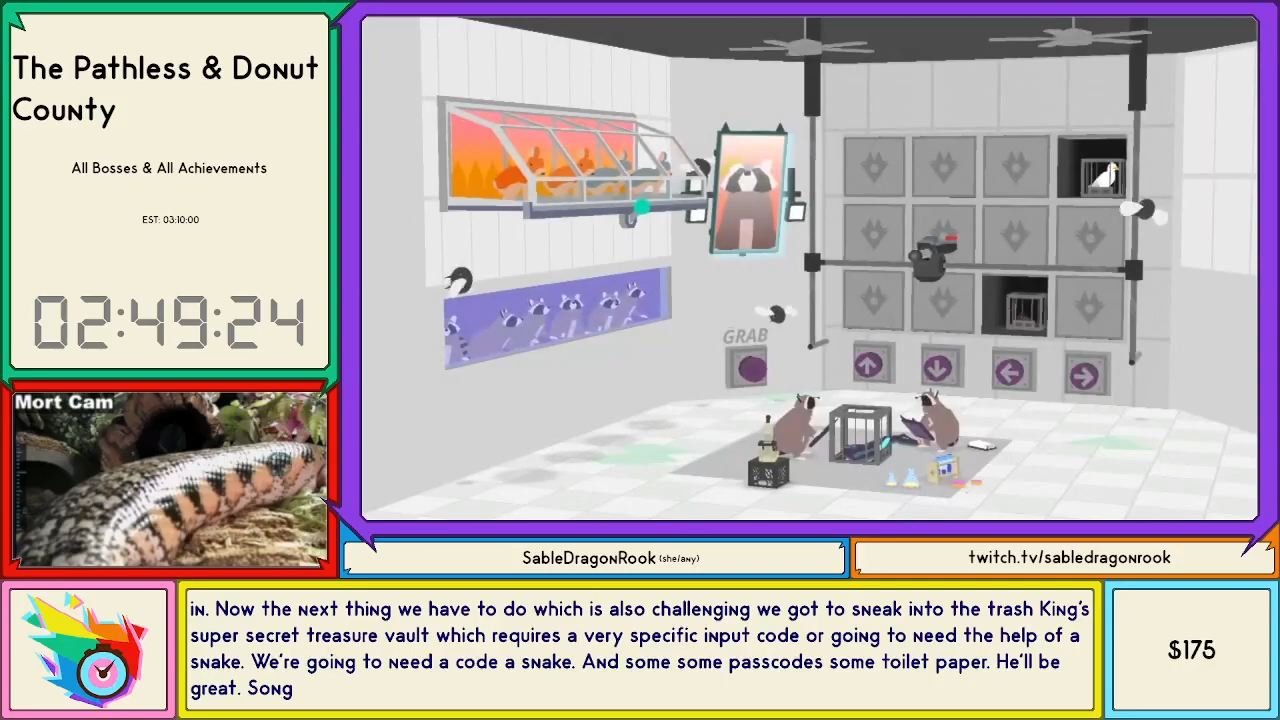 The Pathless & Donut
County
All Bosses & All Achievements
EST: 03:10:00
02:49:24
Mort Cam
GRAB
SableDragonRook (she/any)
twitch.tv/sabledragonrook
in. Now the next thing we have to do which is also challenging we got to sneak into the trash King's
super secret treasure vault which requires a very specific input code or going to need the help of a
snake. We're going to need a code a snake. And some some passcodes some toilet paper. He'll be
great. Song
$175